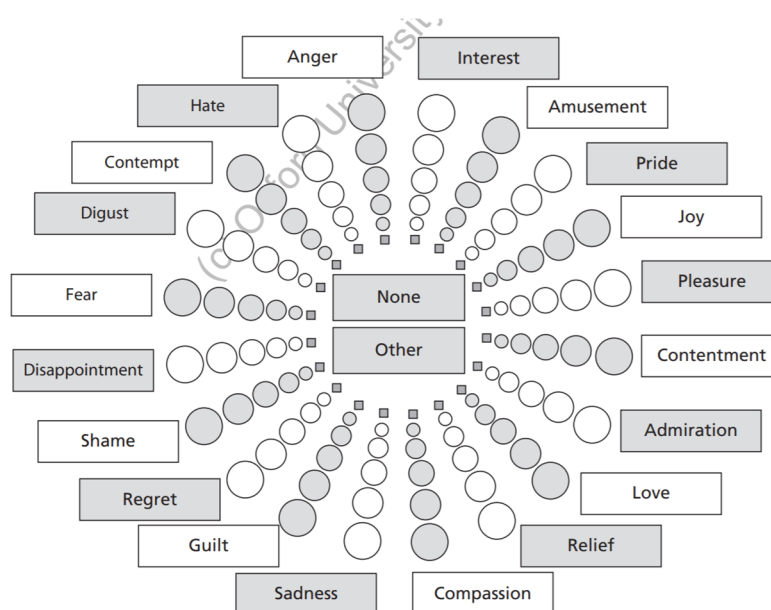 Anger
Interest
Hate
Amusement
Contempt
Pride
Digust
Joy
Fear
None
Pleasure
Disappointment
Other
Contentment
Shame
Admiration
Regret
Love
Guilt
Relief
Sadness
Compassion